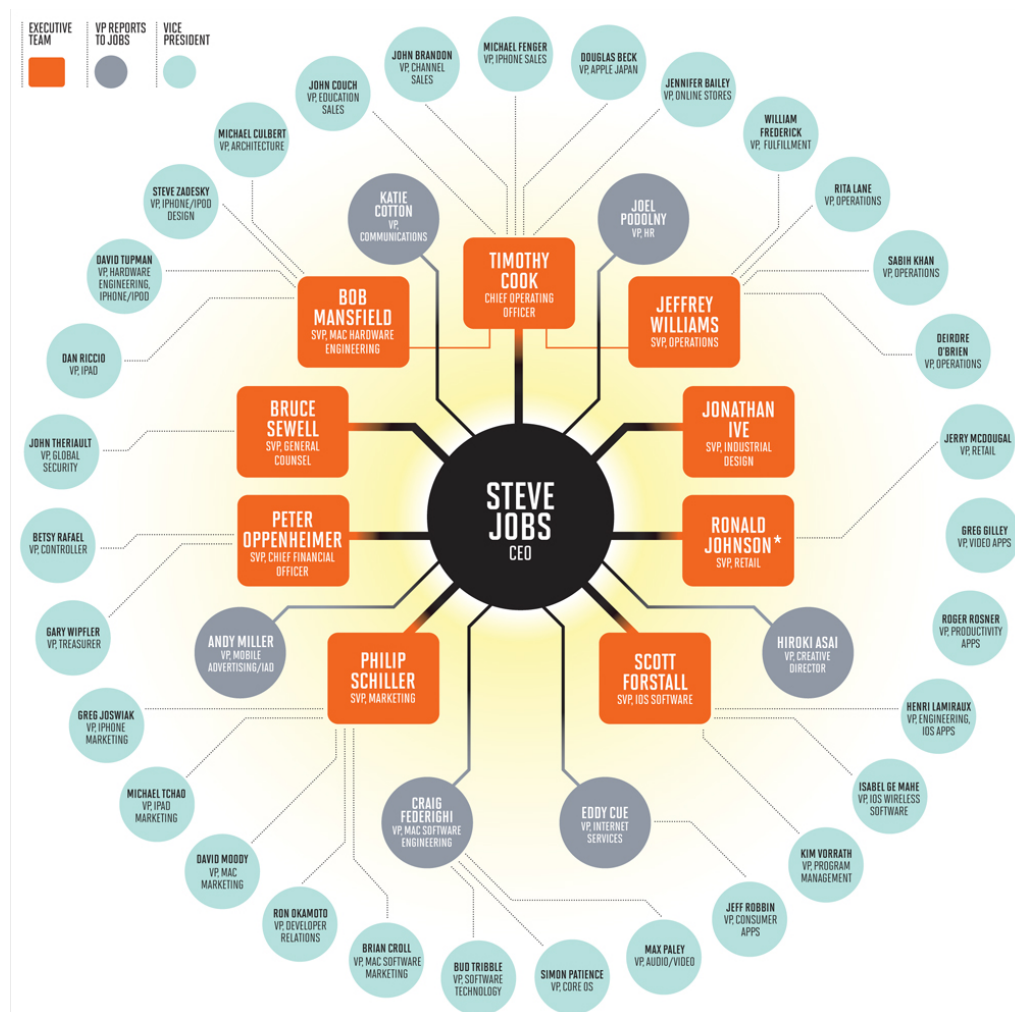 EXECUTIVE
TEAM
VP REPORTS
TO JOBS
VICE
PRESIDENT
JOHN BRANDON
VP, CHANNEL
SALES
MICHAEL FENGER
VP, IPHONE SALES
DOUGLAS BECK
VP, APPLE JAPAN
JOHN COUCH
VP, EDUCATION
SALES
JENNIFER BAILEY
VP, ONLINE STORES
MICHAEL CULBERT
VP, ARCHITECTURE
WILLIAM
FREDERICK
VP, FULFILLMENT
STEVE ZADESKY
VP, IPHONE/IPOD
DESIGN
KATIE
COTTON
VP,
COMMUNICATIONS
JOEL
PODOLNY
VP, HR
RITA LANE
VP, OPERATIONS
DAVID TUPMAN
VP, HARDWARE
ENGINEERING,
IPHONE/IPOD
TIMOTHY
COOK
CHIEF OPERATING
OFFICER
SABIH KHAN
VP, OPERATIONS
BOB
MANSFIELD
SVP, MAC HARDWARE
ENGINEERING
JEFFREY
WILLIAMS
SVP, OPERATIONS
DAN RICCIO
VP, IPAD
DEIRDRE
O'BRIEN
VP, OPERATIONS
BRUCE
SEWELL
SVP, GENERAL
COUNSEL
JONATHAN
IVE
SVP, INDUSTRIAL
DESIGN
JOHN THERIAULT
VP, GLOBAL
SECURITY
JERRY MCDOUGAL
VP, RETAIL
STEVE
JOBS
CEO
BETSY RAFAEL
VP, CONTROLLER
PETER
OPPENHEIMER
SVP, CHIEF FINANCIAL
OFFICER
RONALD
JOHNSON*
SVP, RETAIL
GREG GILLEY
VP, VIDEO APPS
GARY WIPFLER
VP, TREASURER
ANDY MILLER
VP, MOBILE
ADVERTISING/IAD
HIROKI ASAI
VP, CREATIVE
DIRECTOR
ROGER ROSNER
VP, PRODUCTIVITY
APPS
PHILIP
SCHILLER
SVP, MARKETING
SCOTT
FORSTALL
SVP, IOS SOFTWARE
GREG JOSWIAK
VP, IPHONE
MARKETING
HENRI LAMIRAUX
VP, ENGINEERING,
IOS APPS
MICHAEL TCHAO
VP, IPAD
MARKETING
CRAIG
FEDERIGHI
VP, MAC SOFTWARE
ENGINEERING
EDDY CUE
VP, INTERNET
SERVICES
ISABEL GE MAHE
VP, IOS WIRELESS
SOFTWARE
DAVID MOODY
VP, MAC
MARKETING
KIM VORRATH
VP, PROGRAM
MANAGEMENT
RON OKAMOTO
VP, DEVELOPER
RELATIONS
JEFF ROBBIN
VP, CONSUMER
APPS
BRIAN CROLL
VP, MAC SOFTWARE
MARKETING
BUD TRIBBLE
VP, SOFTWARE
TECHNOLOGY
SIMON PATIENCE
VP, CORE OS
MAX PALEY
VP, AUDIO/VIDEO